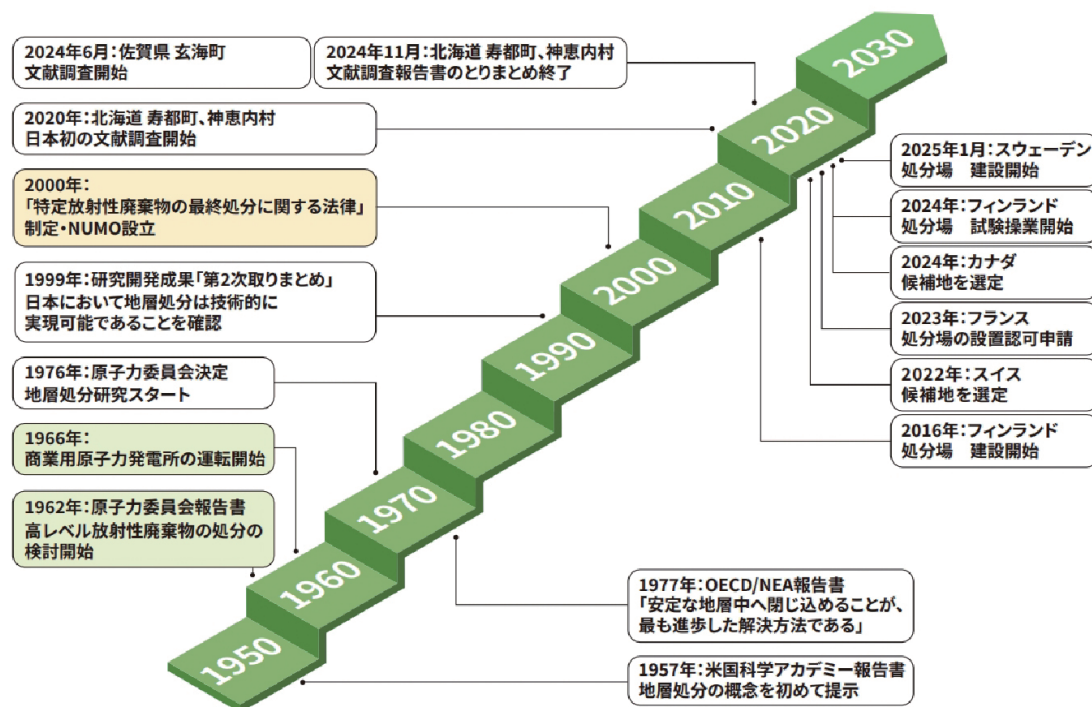 2024年6月：佐賀県 玄海町
文献調査開始
2024年11月：北海道 寿都町、神恵内村
文献調査報告書のとりまとめ終了
2020年：北海道 寿都町、神恵内村
日本初の文献調査開始
2000年：
「特定放射性廃棄物の最終処分に関する法律」
制定・NUMO設立
1999年：研究開発成果「第2次取りまとめ」
日本において地層処分は技術的に
実現可能であることを確認
1976年：原子力委員会決定
地層処分研究スタート
1966年：
商業用原子力発電所の運転開始
1962年：原子力委員会報告書
高レベル放射性廃棄物の処分の
検討開始
2030
2020
2010
2000
1990
1980
1970
1960
1950
2025年1月：スウェーデン
処分場　建設開始
2024年：フィンランド
処分場　試験操業開始
2024年：カナダ
候補地を選定
2023年：フランス
処分場の設置認可申請
2022年：スイス
候補地を選定
2016年：フィンランド
処分場　建設開始
1977年：OECD/NEA報告書
「安定な地層中へ閉じ込めることが、
最も進歩した解決方法である」
1957年：米国科学アカデミー報告書
地層処分の概念を初めて提示